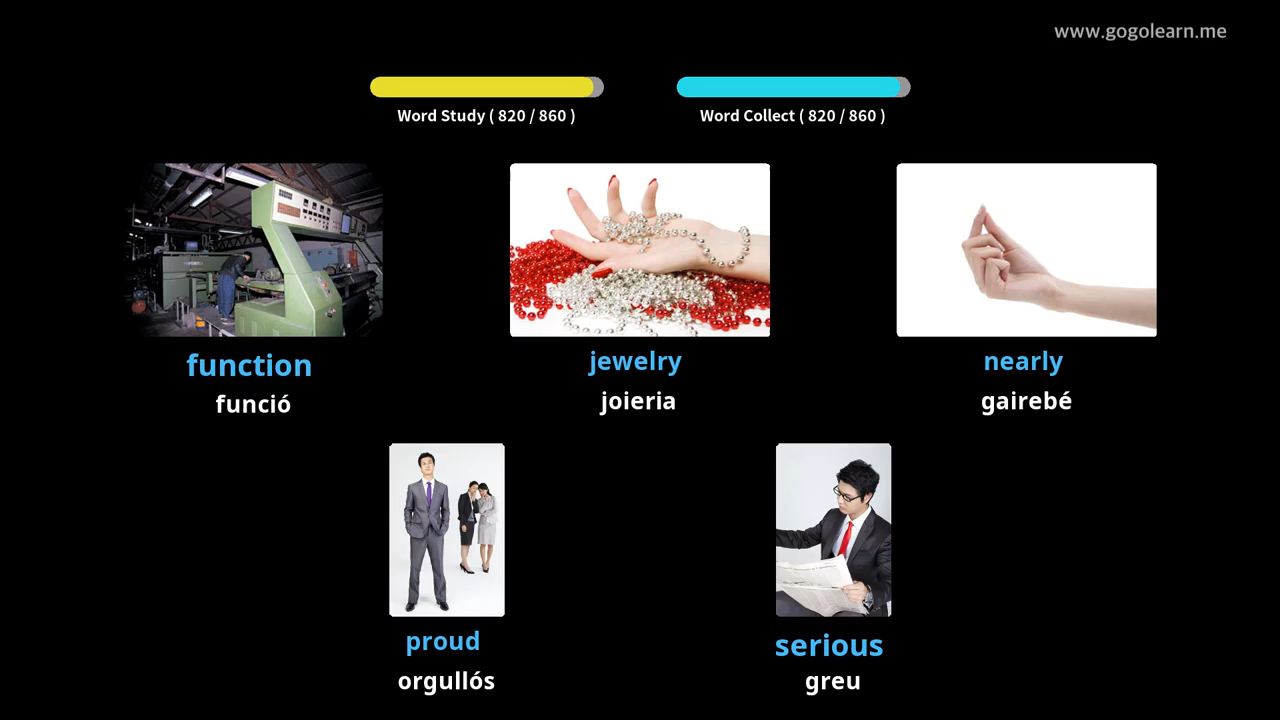 www.gogolearn.me
Word Study ( 820 / 860 )
Word Collect ( 820 / 860 )
function
funció
jewelry
joieria
nearly
gairebé
proud
orgullós
serious
greu